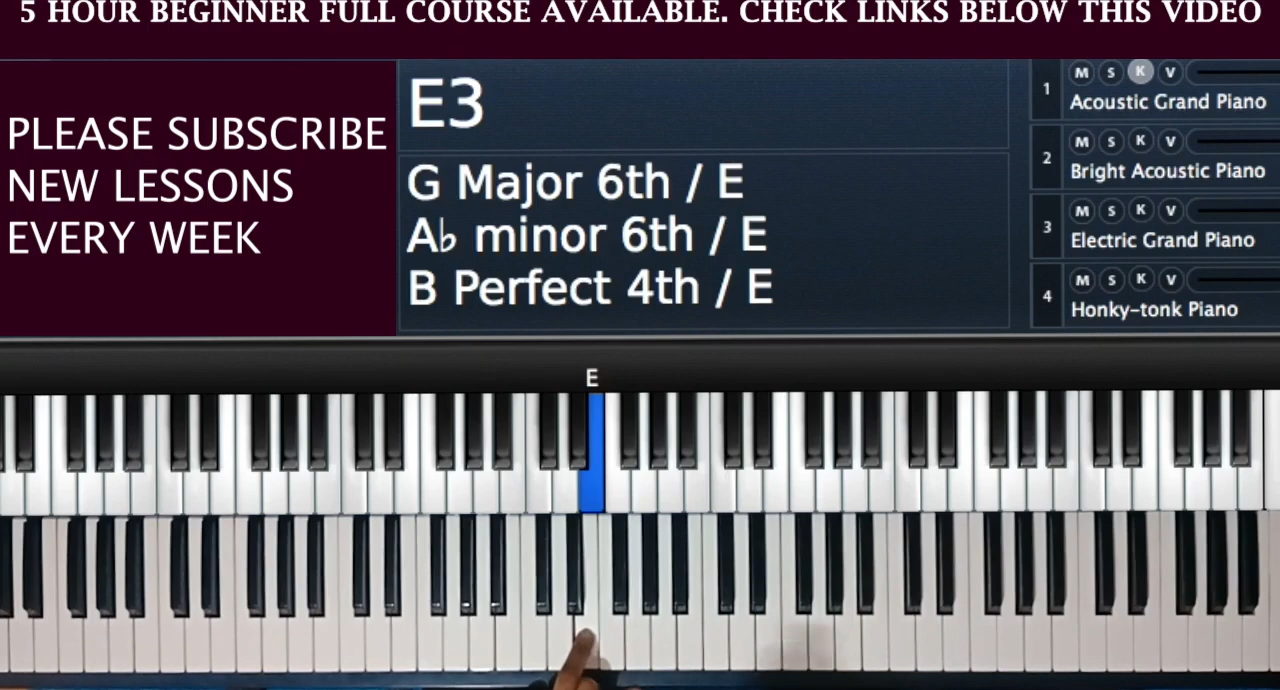 5 HOUR BEGINNER FULL COURSE AVAILABLE. CHECK LINKS BELOW THIS VIDEO
PLEASE SUBSCRIBE
NEW LESSONS
EVERY WEEK
E3
G Major 6th / E
A♭ minor 6th / E
B Perfect 4th / E
1
M S K V
Acoustic Grand Piano
2
M S K V
Bright Acoustic Piano
3
M S K V
Electric Grand Piano
4
M S K V
Honky-tonk Piano
E